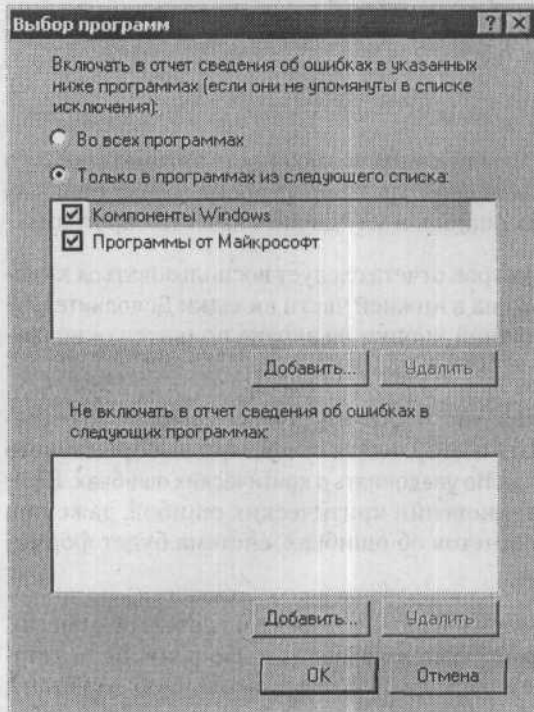 Выбор программ
Включать в отчет сведения об ошибках в указанных
ниже программах (если они не упомянуты в списке
исключения):
Во всех программах
Только в программах из следующего списка:
Компоненты Windows
Программы от Майкрософт
Добавить... Удалить
Не включать в отчет сведения об ошибках в
следующих программах:
Добавить... Удалить
OK Отмена